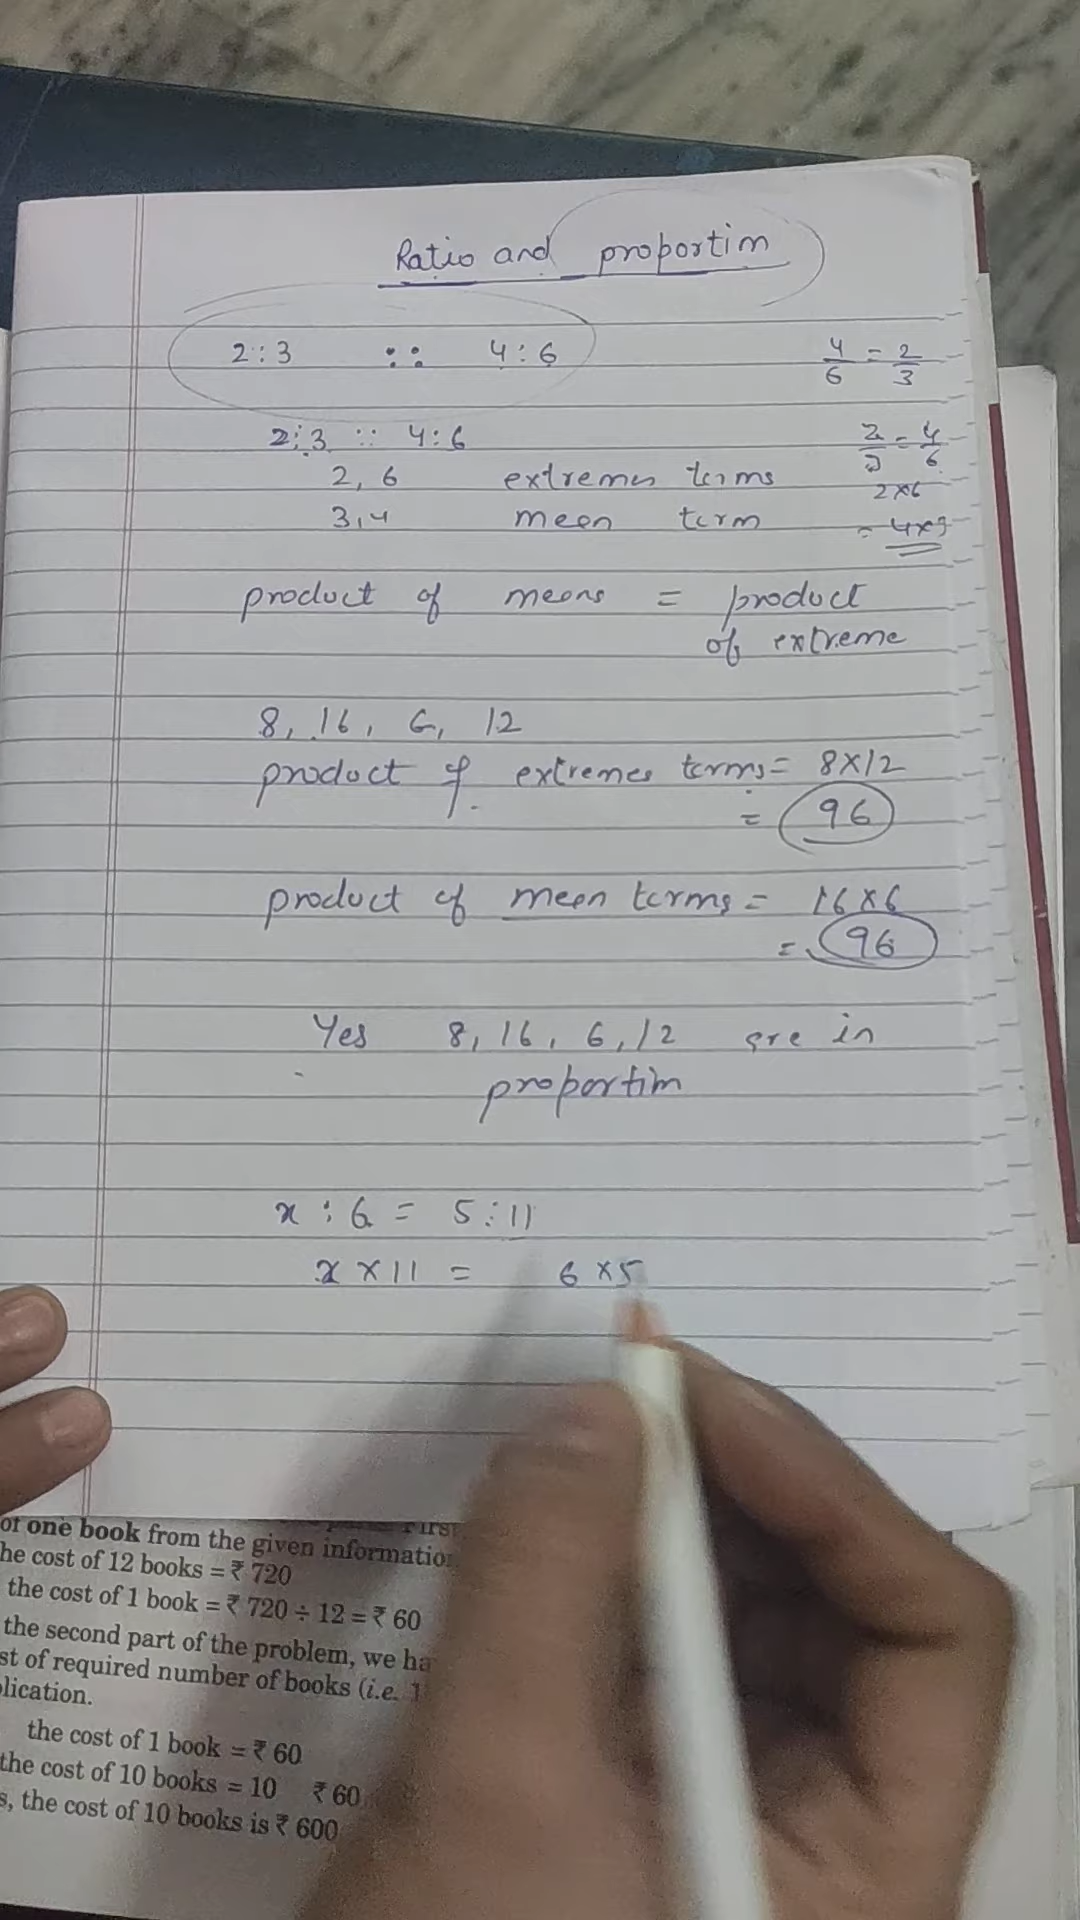 Ratio and proportion
2:3 :: 4:6
4/6 = 2/3
2:3 :: 4:6
2/3 = 4/6
2, 6 extremes terms
2×6
3,4 mean term
= 4×3
product of means = product
of extreme
8, 16, 6, 12
product of extremes terms = 8×12
= 96
product of mean terms = 16×6
= 96
Yes 8, 16, 6, 12 are in
proportion
x : 6 = 5:11
x × 11 = 6 × 5
of one book from the given
he cost of 12 books = ₹ 720
the cost of 1 book = ₹ 720 ÷ 12 = ₹ 60
the second part of the problem, we
st of required number of books (i.e.
lication.
the cost of 1 book = ₹ 60
the cost of 10 books = 10 ₹ 60
s, the cost of 10 books is ₹ 600